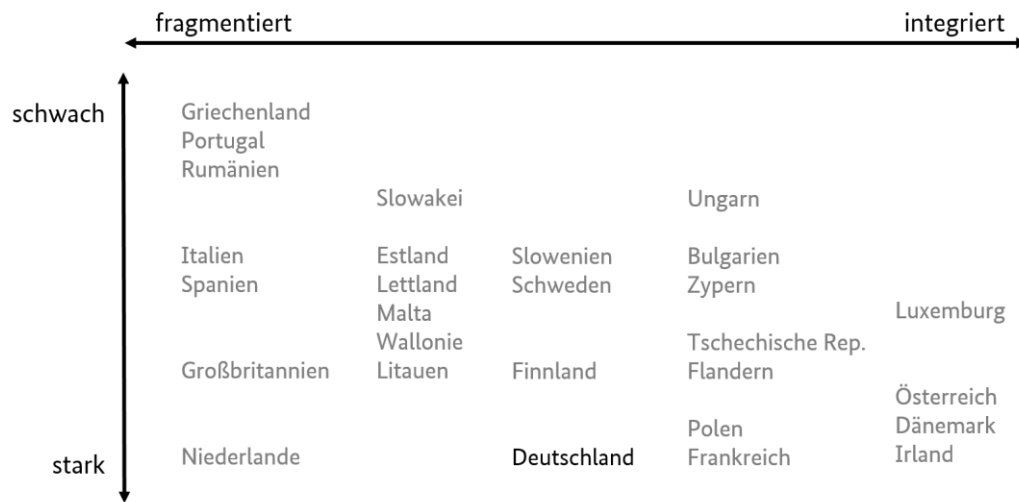 fragmentiert integriert
schwach
Griechenland
Portugal
Rumänien
Slowakei Ungarn
Italien Estland Slowenien Bulgarien
Spanien Lettland Schweden Zypern
Malta Luxemburg
Wallonie Tschechische Rep.
Großbritannien Litauen Finnland Flandern
Österreich
Polen Dänemark
stark Niederlande Deutschland Frankreich Irland